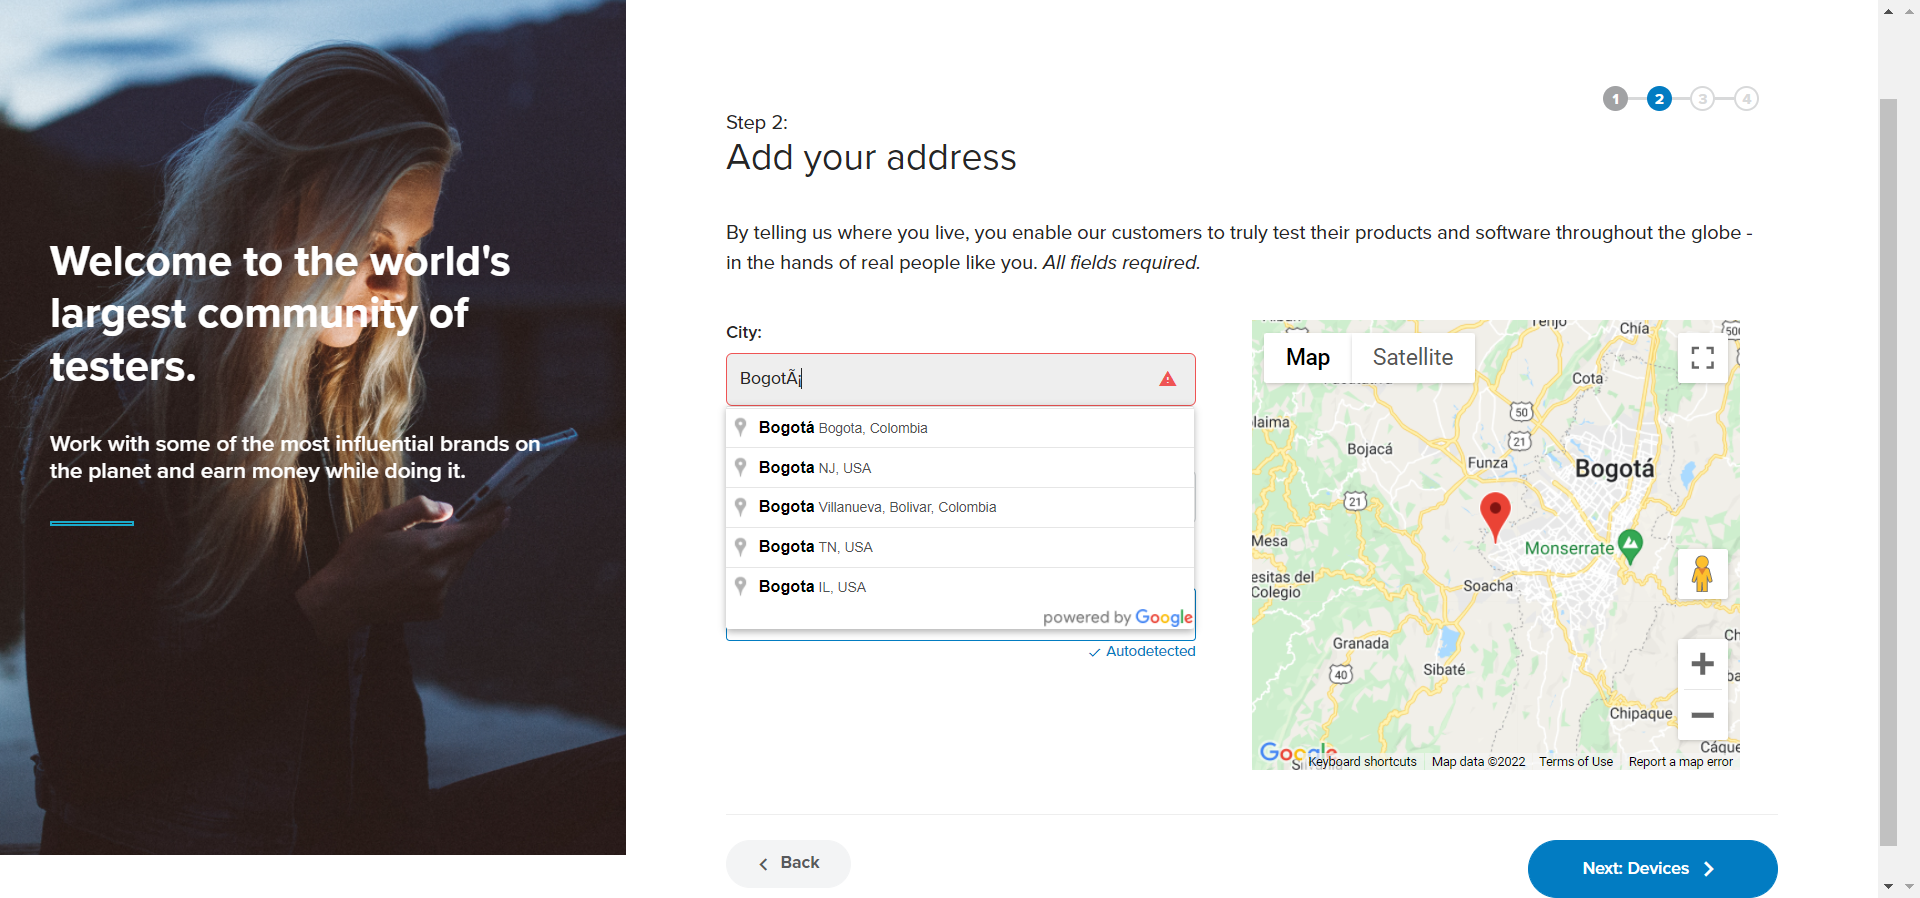 Welcome to the world's
largest community of
testers.
Work with some of the most influential brands on
the planet and earn money while doing it.
1 2 3 4
Step 2:
Add your address
By telling us where you live, you enable our customers to truly test their products and software throughout the globe -
in the hands of real people like you. All fields required.
City:
BogotÃ¡
Bogotá Bogota, Colombia
Bogota NJ, USA
Bogota Villanueva, Bolivar, Colombia
Bogota TN, USA
Bogota IL, USA
powered by Google
Autodetected
Map
Satellite
Tenjo
Chía
Cota
50
21
Bojacá
Funza
Bogotá
21
Mesa
Monserrate
Soacha
esitas del
Colegio
Granada
Sibaté
40
Chipaque
Google
Keyboard shortcuts
Map data ©2022
Terms of Use
Report a map error
Back
Next: Devices